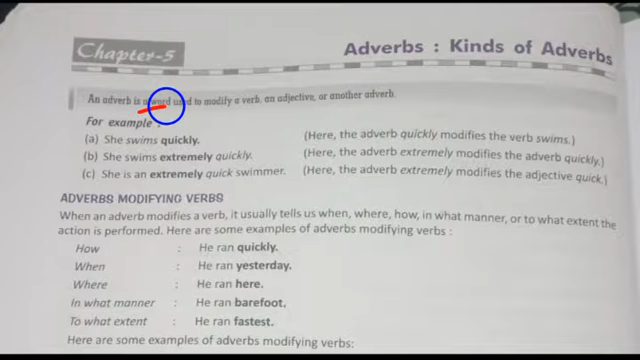 Chapter-5
Adverbs : Kinds of Adverbs
An adverb is a word used to modify a verb, an adjective, or another adverb.
For example :
(a) She swims quickly. (Here, the adverb quickly modifies the verb swims.)
(b) She swims extremely quickly. (Here, the adverb extremely modifies the adverb quickly.)
(c) She is an extremely quick swimmer. (Here, the adverb extremely modifies the adjective quick.)
ADVERBS MODIFYING VERBS
When an adverb modifies a verb, it usually tells us when, where, how, in what manner, or to what extent the
action is performed. Here are some examples of adverbs modifying verbs :
How : He ran quickly.
When : He ran yesterday.
Where : He ran here.
In what manner : He ran barefoot.
To what extent : He ran fastest.
Here are some examples of adverbs modifying verbs: